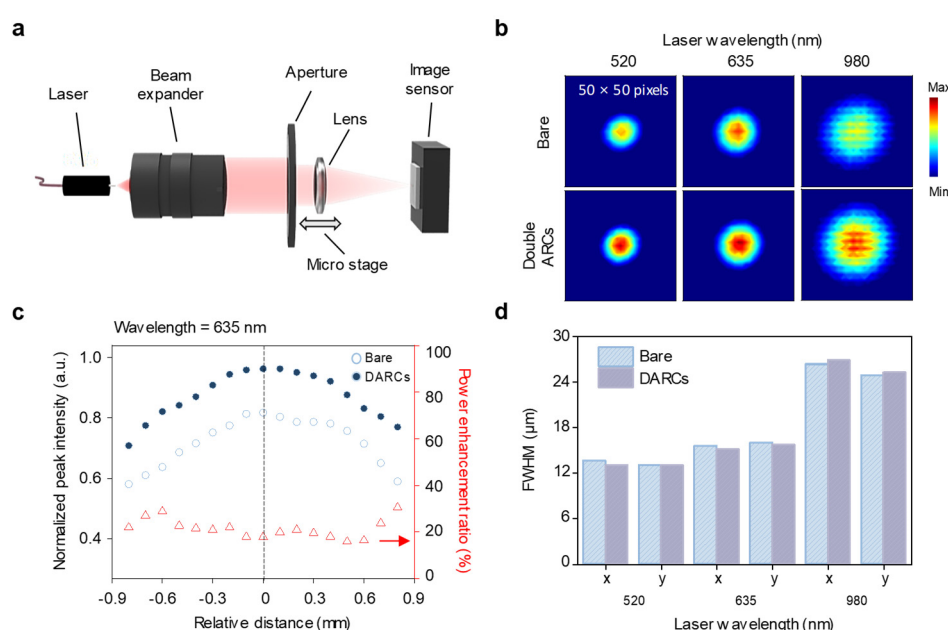 a
Laser
Beam
expander
Aperture
Lens
Image
sensor
Micro stage
b
Laser wavelength (nm)
520 635 980
50 × 50 pixels
Bare
Double
ARCs
Max
Min
c
Wavelength = 635 nm
Normalized peak intensity (a.u.)
1.0
0.8
0.6
0.4
Bare
DARCs
100
80
60
40
20
0
Power enhancement ratio (%)
-0.9 -0.6 -0.3 0 0.3 0.6 0.9
Relative distance (mm)
d
FWHM (μm)
30
24
18
12
6
0
Bare
DARCs
x y x y x y
520 635 980
Laser wavelength (nm)